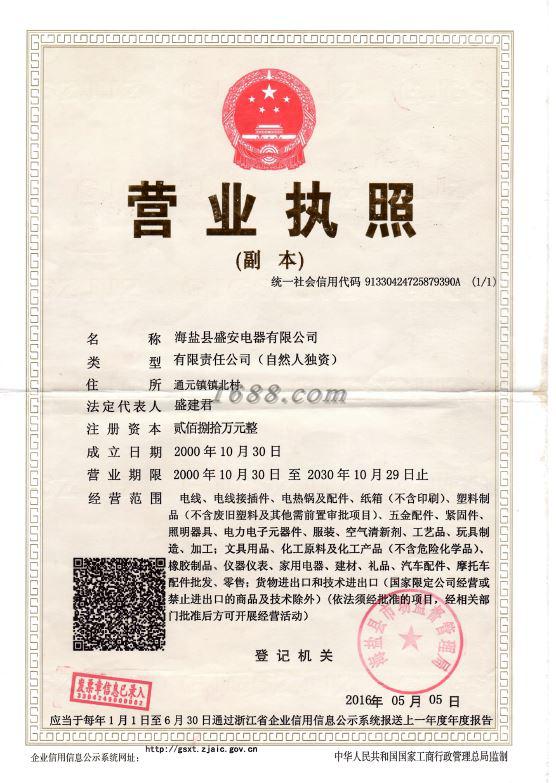 营业执照
(副 本)
统一社会信用代码 91330424725879390A (1/1)
名 称 海盐县盛安电器有限公司
类 型 有限责任公司（自然人独资）
住 所 通元镇镇北村
1688.com
法定代表人 盛建君
注册资本 贰佰捌拾万元整
成立日期 2000年10月30日
营业期限 2000年10月30日 至 2030年10月29日止
经营范围 电线、电线接插件、电热锅及配件、纸箱（不含印刷）、塑料制
品（不含废旧塑料及其他需前置审批项目）、五金配件、紧固件、
照明器具、电力电子元器件、服装、空气清新剂、工艺品、玩具制
造、加工；文具用品、化工原料及化工产品（不含危险化学品）、
橡胶制品、仪器仪表、家用电器、建材、礼品、汽车配件、摩托车
配件批发、零售；货物进出口和技术进出口（国家限定公司经营或
禁止进出口的商品及技术除外）（依法须经批准的项目，经相关部
门批准后方可开展经营活动）
海盐县市场监督管理局
登记机关
发票章信息已录入
2016年 05月 05日
应当于每年1月1日至6月30日通过浙江省企业信用信息公示系统报送上一年度年度报告
企业信用信息公示系统网址：
http://gsxt.zjaic.gov.cn
中华人民共和国国家工商行政管理总局监制